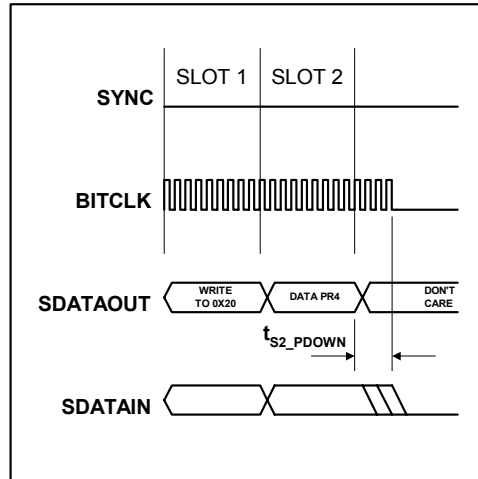 SLOT 1 SLOT 2
SYNC
BITCLK
SDATAOUT
WRITE
TO 0X20
DATA PR4
DON'T
CARE
tS2_PDOWN
SDATAIN